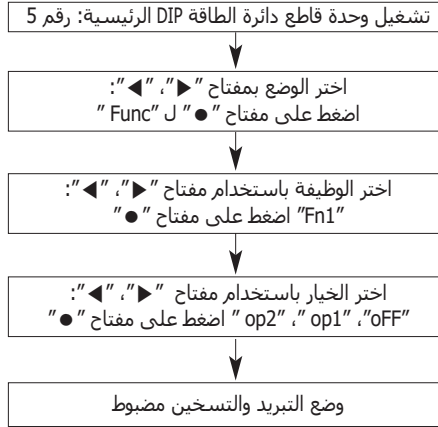 تشغيل وحدة قاطع دائرة الطاقة DIP الرئيسية: رقم 5
اختر الوضع بمفتاح "▶"، "◀":
اضغط على مفتاح "●" ل "Func"
اختر الوظيفة باستخدام مفتاح "▶"، "◀":
"Fn1" اضغط على مفتاح "●"
اختر الخيار باستخدام مفتاح "▶"، "◀":
"oFF"، "op1"، "op2" اضغط على مفتاح "●"
وضع التبريد والتسخين مضبوط